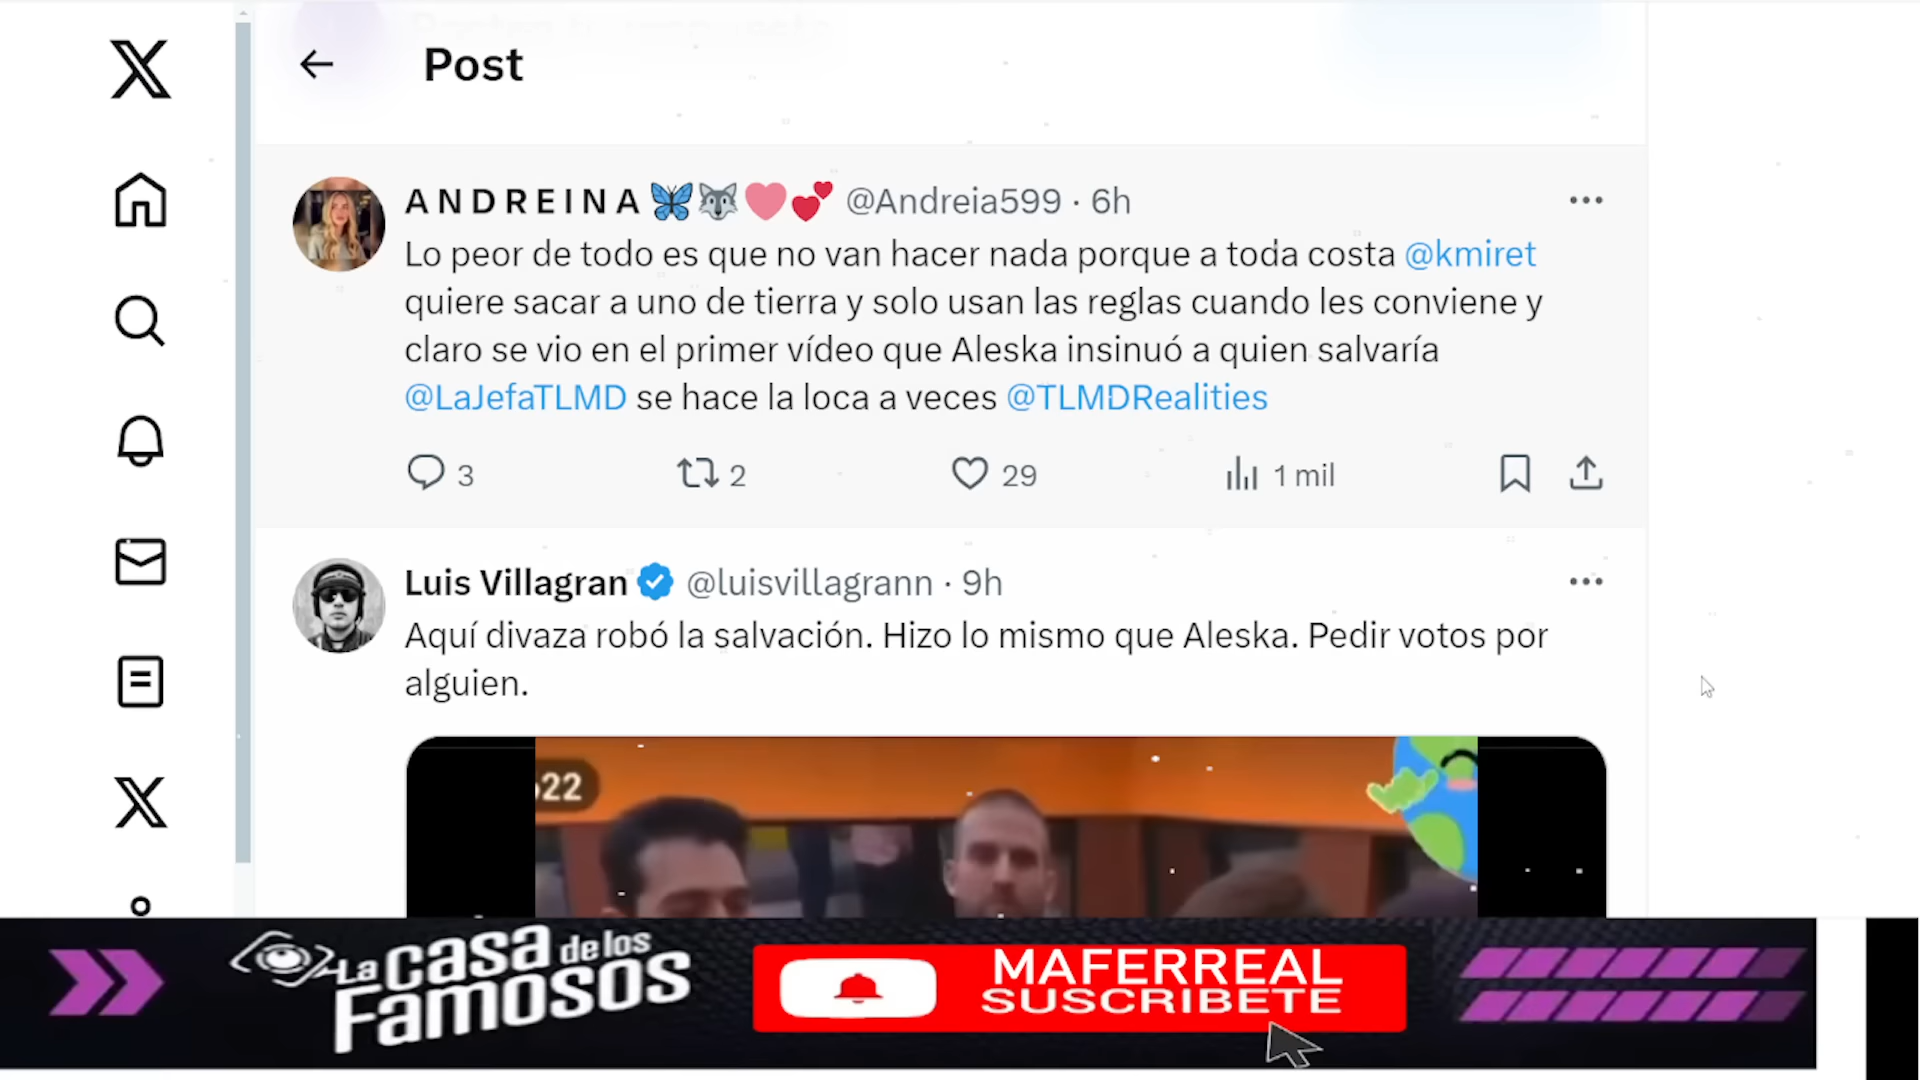 Post
ANDREINA🦋🐺🩷💕 @Andreia599 · 6h
Lo peor de todo es que no van hacer nada porque a toda costa @kmiret
quiere sacar a uno de tierra y solo usan las reglas cuando les conviene y
claro se vio en el primer vídeo que Aleska insinuó a quien salvaría
@LaJefaTLMD se hace la loca a veces @TLMDRealities
3 2 29 1 mil
Luis Villagran @luisvillagrann · 9h
Aquí divaza robó la salvación. Hizo lo mismo que Aleska. Pedir votos por
alguien.
22
La casa de los
Famosos
MAFERREAL
SUSCRIBETE